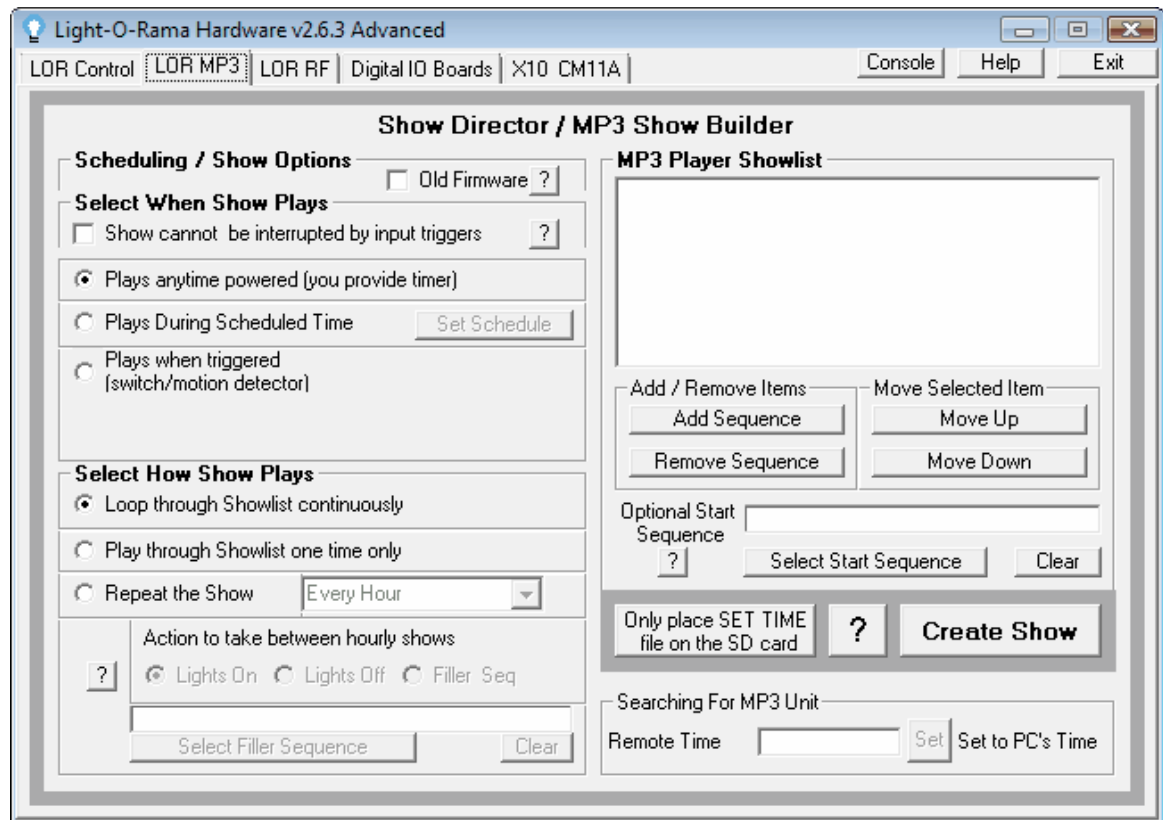 Light-O-Rama Hardware v2.6.3 Advanced
LOR Control LOR MP3 LOR RF Digital IO Boards X10 CM11A Console Help Exit
Show Director / MP3 Show Builder
Scheduling / Show Options
Old Firmware ?
Select When Show Plays
Show cannot be interrupted by input triggers ?
Plays anytime powered (you provide timer)
Plays During Scheduled Time Set Schedule
Plays when triggered
(switch/motion detector)
Select How Show Plays
Loop through Showlist continuously
Play through Showlist one time only
Repeat the Show Every Hour
Action to take between hourly shows
? Lights On Lights Off Filler Seq
Select Filler Sequence Clear
MP3 Player Showlist
Add / Remove Items Move Selected Item
Add Sequence Move Up
Remove Sequence Move Down
Optional Start
Sequence
? Select Start Sequence Clear
Only place SET TIME
file on the SD card
? Create Show
Searching For MP3 Unit
Remote Time Set Set to PC's Time